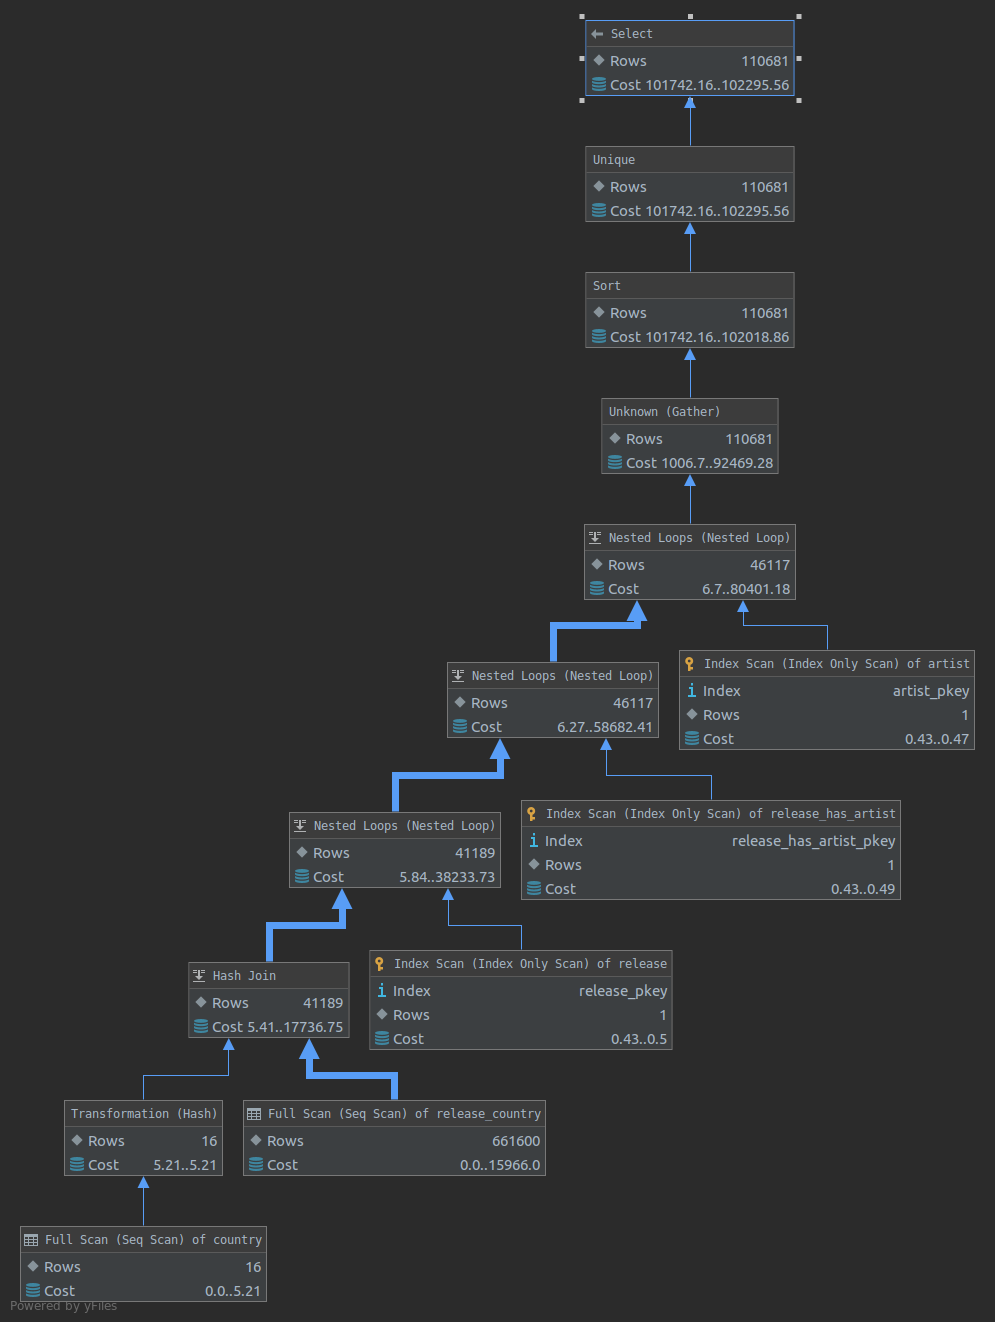 Select
Rows 110681
Cost 101742.16..102295.56
Unique
Rows 110681
Cost 101742.16..102295.56
Sort
Rows 110681
Cost 101742.16..102018.86
Unknown (Gather)
Rows 110681
Cost 1006.7..92469.28
Nested Loops (Nested Loop)
Rows 46117
Cost 6.7..80401.18
Nested Loops (Nested Loop)
Rows 46117
Cost 6.27..58682.41
Index Scan (Index Only Scan) of artist
Index artist_pkey
Rows 1
Cost 0.43..0.47
Nested Loops (Nested Loop)
Rows 41189
Cost 5.84..38233.73
Index Scan (Index Only Scan) of release_has_artist
Index release_has_artist_pkey
Rows 1
Cost 0.43..0.49
Hash Join
Rows 41189
Cost 5.41..17736.75
Index Scan (Index Only Scan) of release
Index release_pkey
Rows 1
Cost 0.43..0.5
Transformation (Hash)
Rows 16
Cost 5.21..5.21
Full Scan (Seq Scan) of release_country
Rows 661600
Cost 0.0..15966.0
Full Scan (Seq Scan) of country
Rows 16
Cost 0.0..5.21
Powered by yFiles